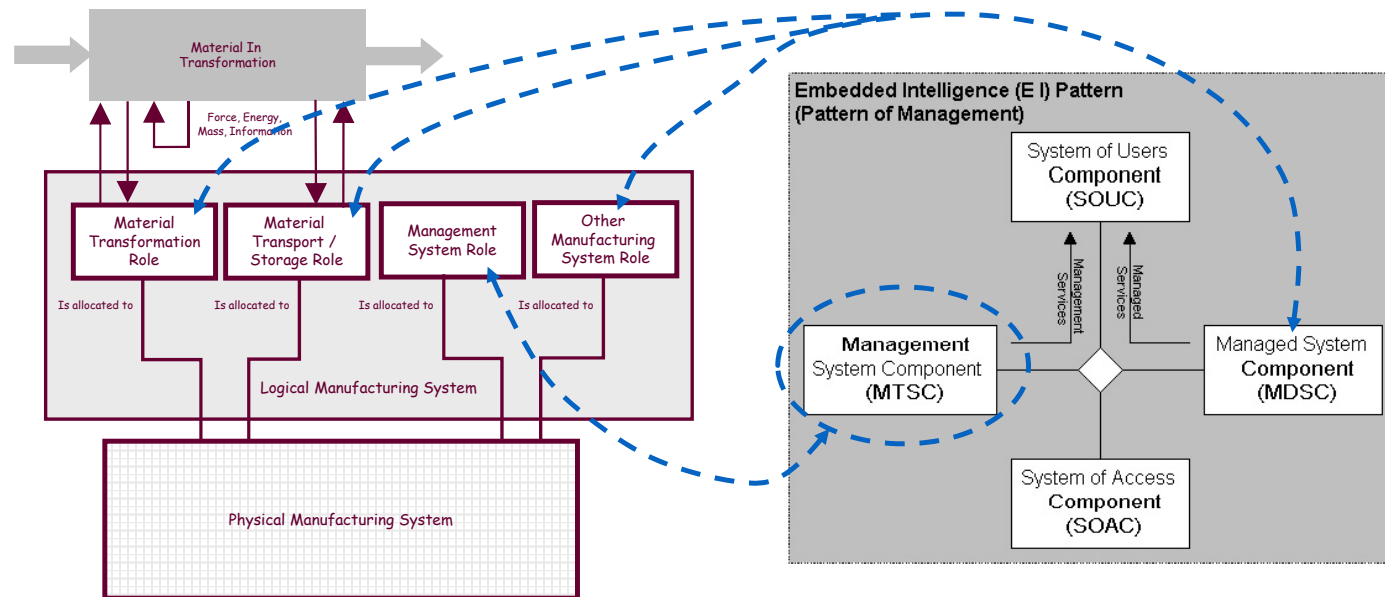 Material In
Transformation
Force, Energy,
Mass, Information
Material
Transformation
Role
Material
Transport /
Storage Role
Management
System Role
Other
Manufacturing
System Role
Is allocated to
Is allocated to
Is allocated to
Is allocated to
Logical Manufacturing System
Physical Manufacturing System
Embedded Intelligence (E I) Pattern
(Pattern of Management)
System of Users
Component
(SOUC)
Management
Services
Managed
Services
Management
System Component
(MTSC)
Managed System
Component
(MDSC)
System of Access
Component
(SOAC)